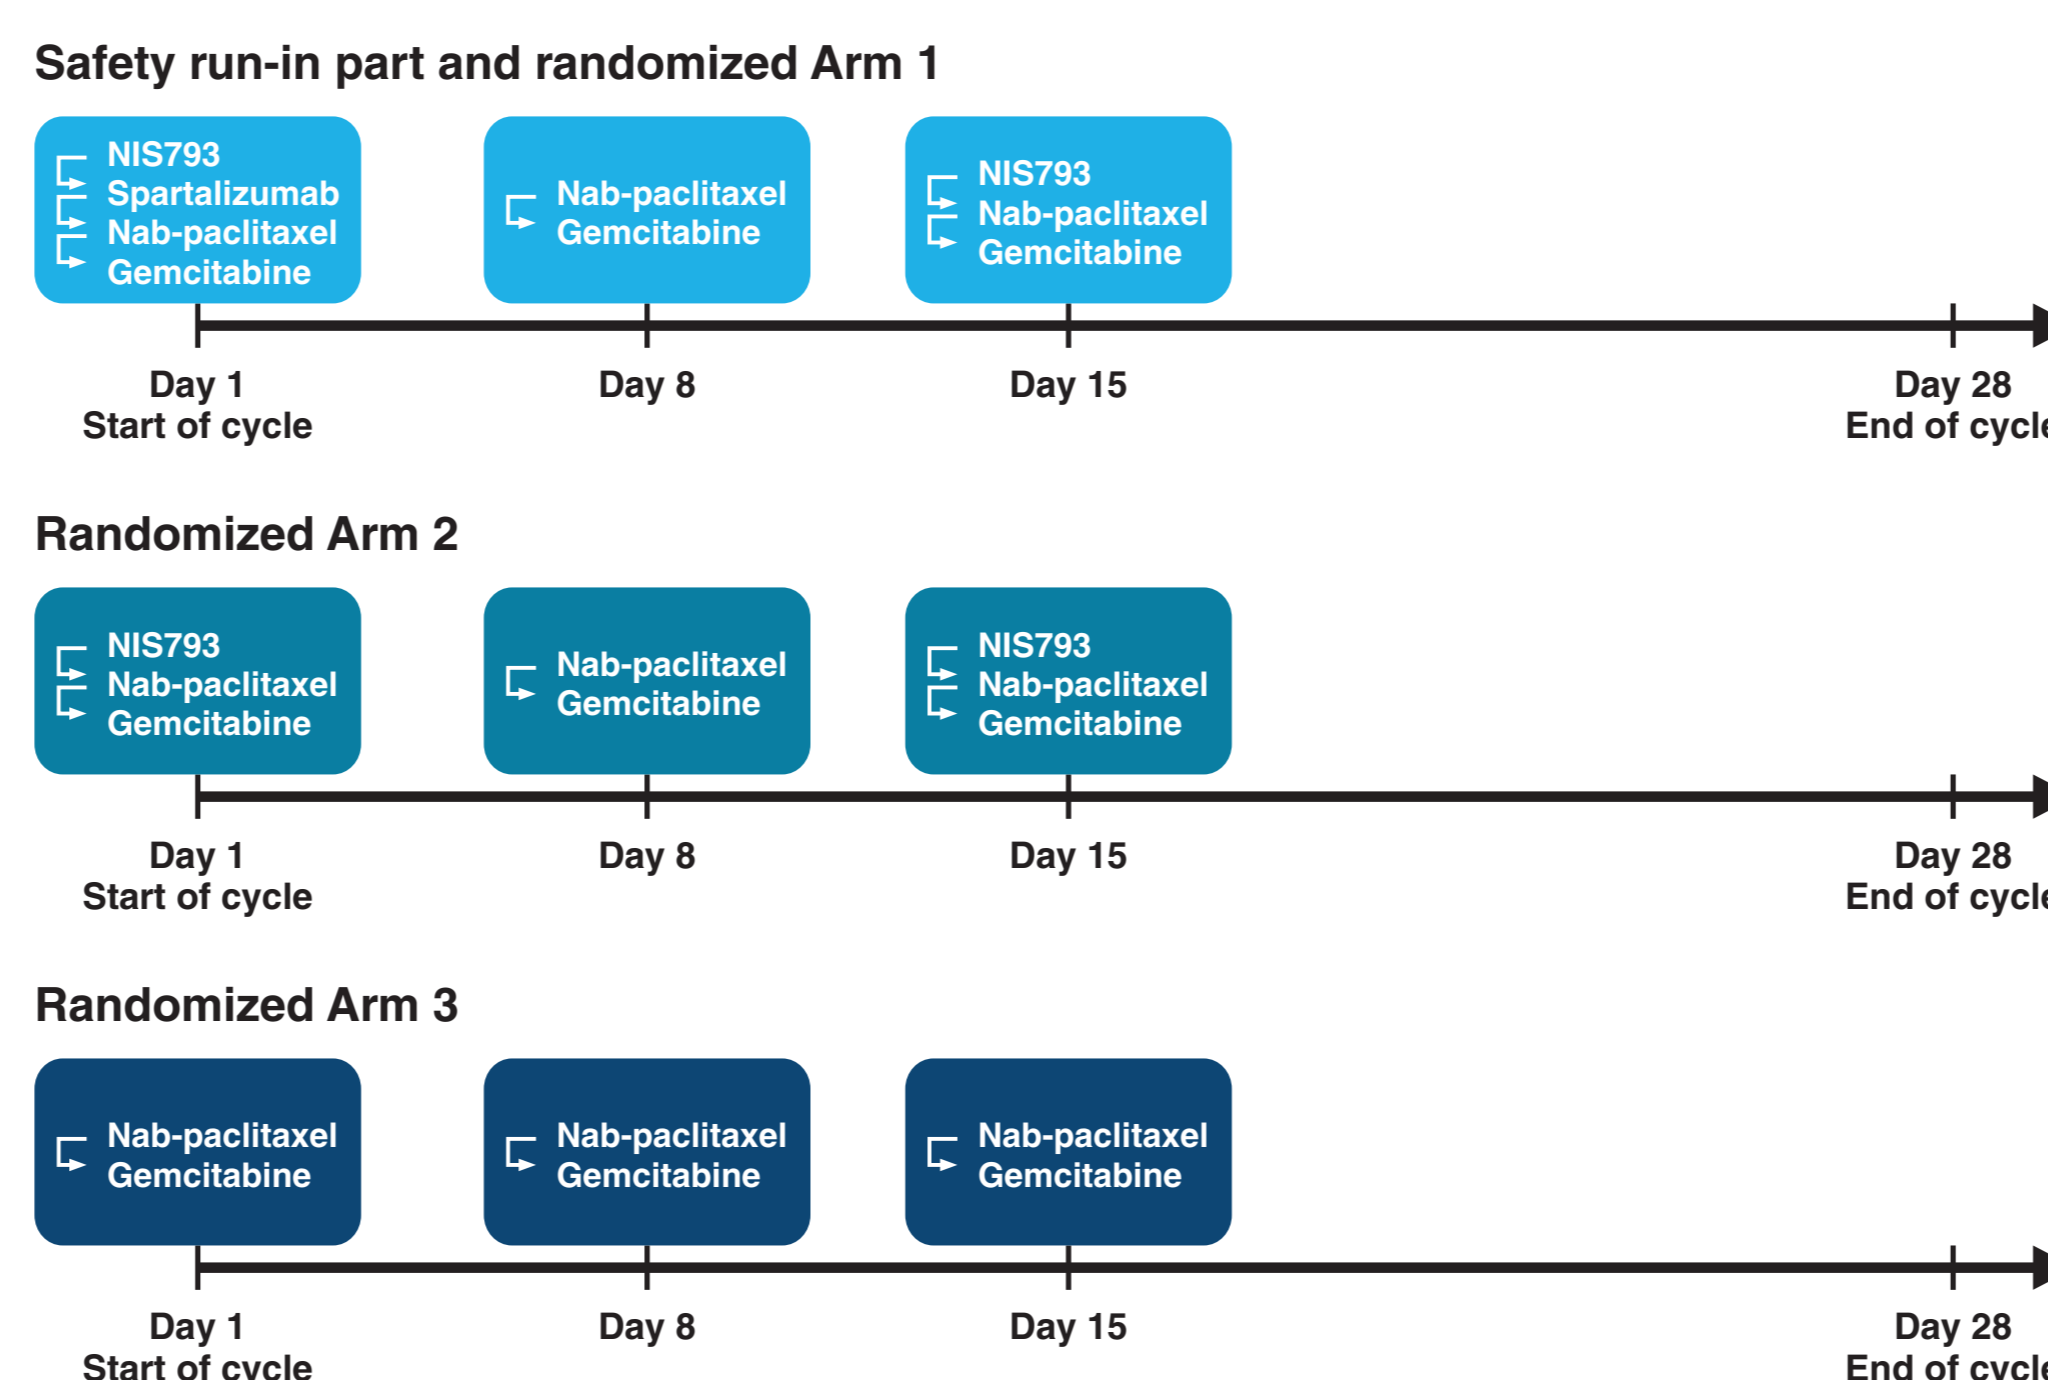 Safety run-in part and randomized Arm 1
NIS793
Spartalizumab
Nab-paclitaxel
Gemcitabine
Nab-paclitaxel
Gemcitabine
NIS793
Nab-paclitaxel
Gemcitabine
Day 1
Start of cycle
Day 8
Day 15
Day 28
End of cycle
Randomized Arm 2
NIS793
Nab-paclitaxel
Gemcitabine
Nab-paclitaxel
Gemcitabine
NIS793
Nab-paclitaxel
Gemcitabine
Day 1
Start of cycle
Day 8
Day 15
Day 28
End of cycle
Randomized Arm 3
Nab-paclitaxel
Gemcitabine
Nab-paclitaxel
Gemcitabine
Nab-paclitaxel
Gemcitabine
Day 1
Start of cycle
Day 8
Day 15
Day 28
End of cycle